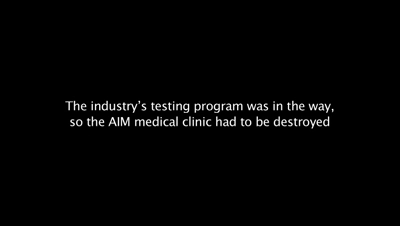 The industry’s testing program was in the way,
so the AIM medical clinic had to be destroyed